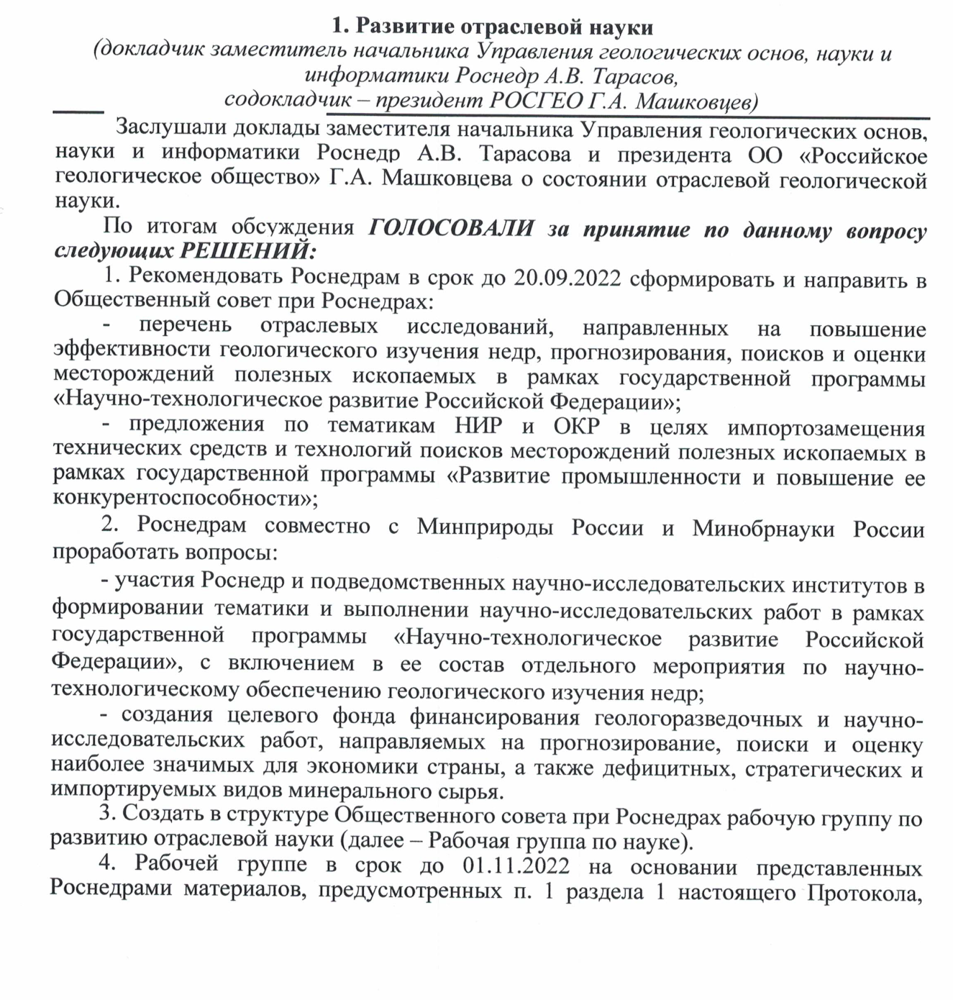 1. Развитие отраслевой науки
(докладчик заместитель начальника Управления геологических основ, науки и
информатики Роснедр А.В. Тарасов,
содокладчик – президент РОСГЕО Г.А. Машковцев)
Заслушали доклады заместителя начальника Управления геологических основ,
науки и информатики Роснедр А.В. Тарасова и президента ОО «Российское
геологическое общество» Г.А. Машковцева о состоянии отраслевой геологической
науки.
По итогам обсуждения ГОЛОСОВАЛИ за принятие по данному вопросу
следующих РЕШЕНИЙ:
1. Рекомендовать Роснедрам в срок до 20.09.2022 сформировать и направить в
Общественный совет при Роснедрах:
- перечень отраслевых исследований, направленных на повышение
эффективности геологического изучения недр, прогнозирования, поисков и оценки
месторождений полезных ископаемых в рамках государственной программы
«Научно-технологическое развитие Российской Федерации»;
- предложения по тематикам НИР и ОКР в целях импортозамещения
технических средств и технологий поисков месторождений полезных ископаемых в
рамках государственной программы «Развитие промышленности и повышение ее
конкурентоспособности»;
2. Роснедрам совместно с Минприроды России и Минобрнауки России
проработать вопросы:
- участия Роснедр и подведомственных научно-исследовательских институтов в
формировании тематики и выполнении научно-исследовательских работ в рамках
государственной программы «Научно-технологическое развитие Российской
Федерации», с включением в ее состав отдельного мероприятия по научно-
технологическому обеспечению геологического изучения недр;
- создания целевого фонда финансирования геологоразведочных и научно-
исследовательских работ, направляемых на прогнозирование, поиски и оценку
наиболее значимых для экономики страны, а также дефицитных, стратегических и
импортируемых видов минерального сырья.
3. Создать в структуре Общественного совета при Роснедрах рабочую группу по
развитию отраслевой науки (далее – Рабочая группа по науке).
4. Рабочей группе в срок до 01.11.2022 на основании представленных
Роснедрами материалов, предусмотренных п. 1 раздела 1 настоящего Протокола,